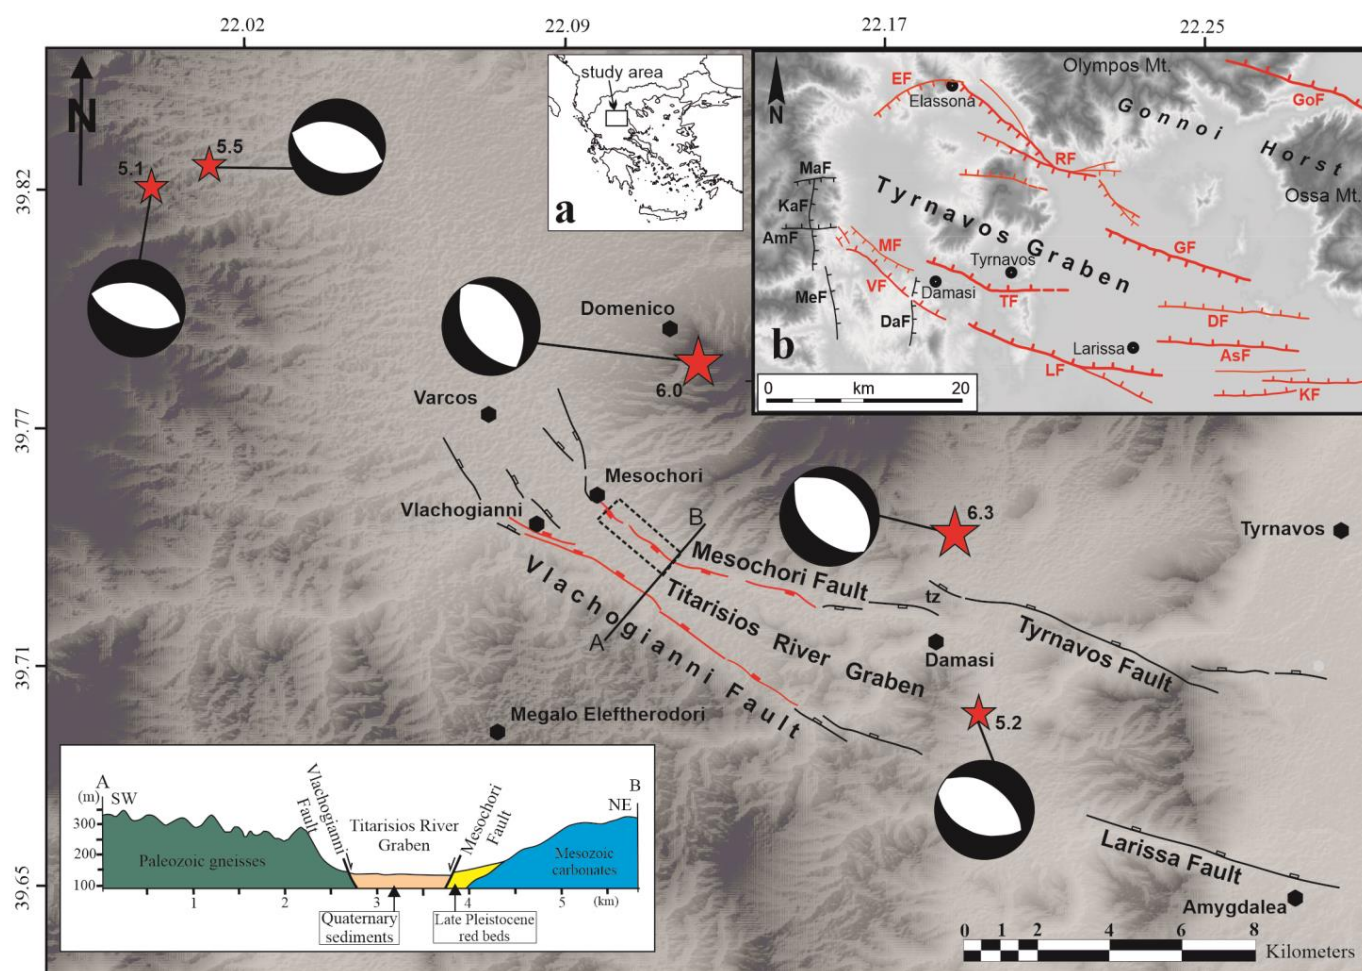 22.02
22.09
22.17
22.25
N
5.1
5.5
39.82
39.77
39.71
39.65
study area
a
N
EF
Elassona
Olympos Mt.
GoF
Gonnoi Horst
Ossa Mt.
RF
MaF
KaF
AmF
Tyrnavos Graben
MF
VF
Tyrnavos
GF
MeF
Damasi
TF
DaF
DF
b
Larissa
LF
AsF
KF
0
km
20
Domenico
6.0
Varcos
Mesochori
Vlachogianni
B
6.3
Tyrnavos
Mesochori Fault
tz
Titarisios River Graben
Vlachogianni Fault
A
Tyrnavos Fault
Damasi
5.2
Megalo Eleftherodori
Larissa Fault
Amygdalea
0 1 2 4 6 8
Kilometers
A
B
(m)
SW
NE
300
200
100
Vlachogianni
Fault
Titarisios River
Graben
Mesochori
Fault
Paleozoic gneisses
Mesozoic
carbonates
1 2 3 4 5 (km)
Quaternary
sediments
Late Pleistocene
red beds